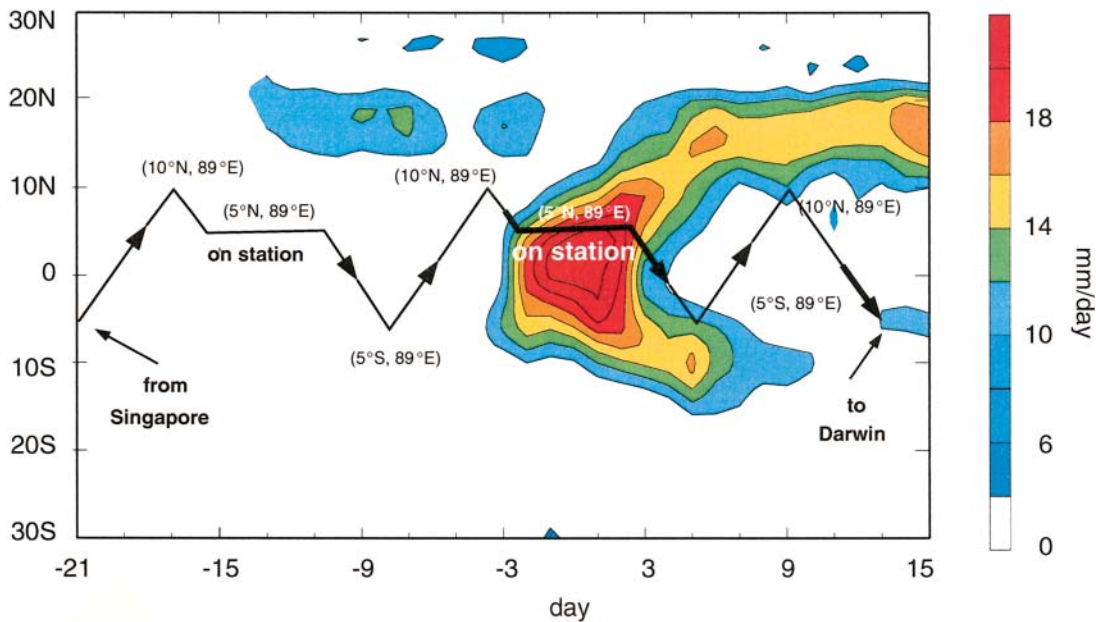 30N
20N
10N
0
10S
20S
30S
-21
-15
-9
-3
3
9
15
day
(10°N, 89°E)
(5°N, 89°E)
on station
(5°S, 89°E)
(10°N, 89°E)
(5°N, 89°E)
on station
(10°N, 89°E)
(5°S, 89°E)
from
Singapore
to
Darwin
18
14
10
6
0
mm/day